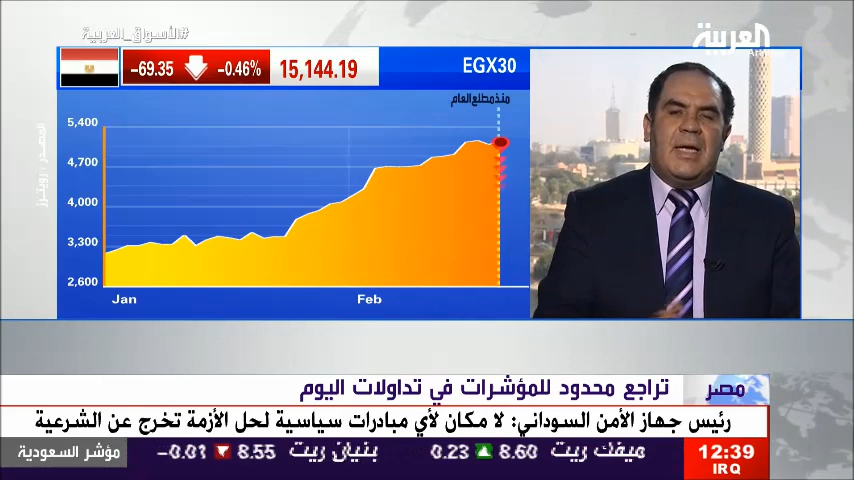 #الأسواق_العربية
العربية
-69.35 -0.46% 15,144.19 EGX30
منذ مطلع العام
المصدر: رويترز
5,400
4,700
4,000
3,300
2,600
Jan Feb
مصر تراجع محدود للمؤشرات في تداولات اليوم
رئيس جهاز الأمن السوداني: لا مكان لأي مبادرات سياسية لحل الأزمة تخرج عن الشرعية
12:39 ميفك ريت 8.60 0.23 بنيان ريت 8.55 -0.01 مؤشر السعودية
IRQ